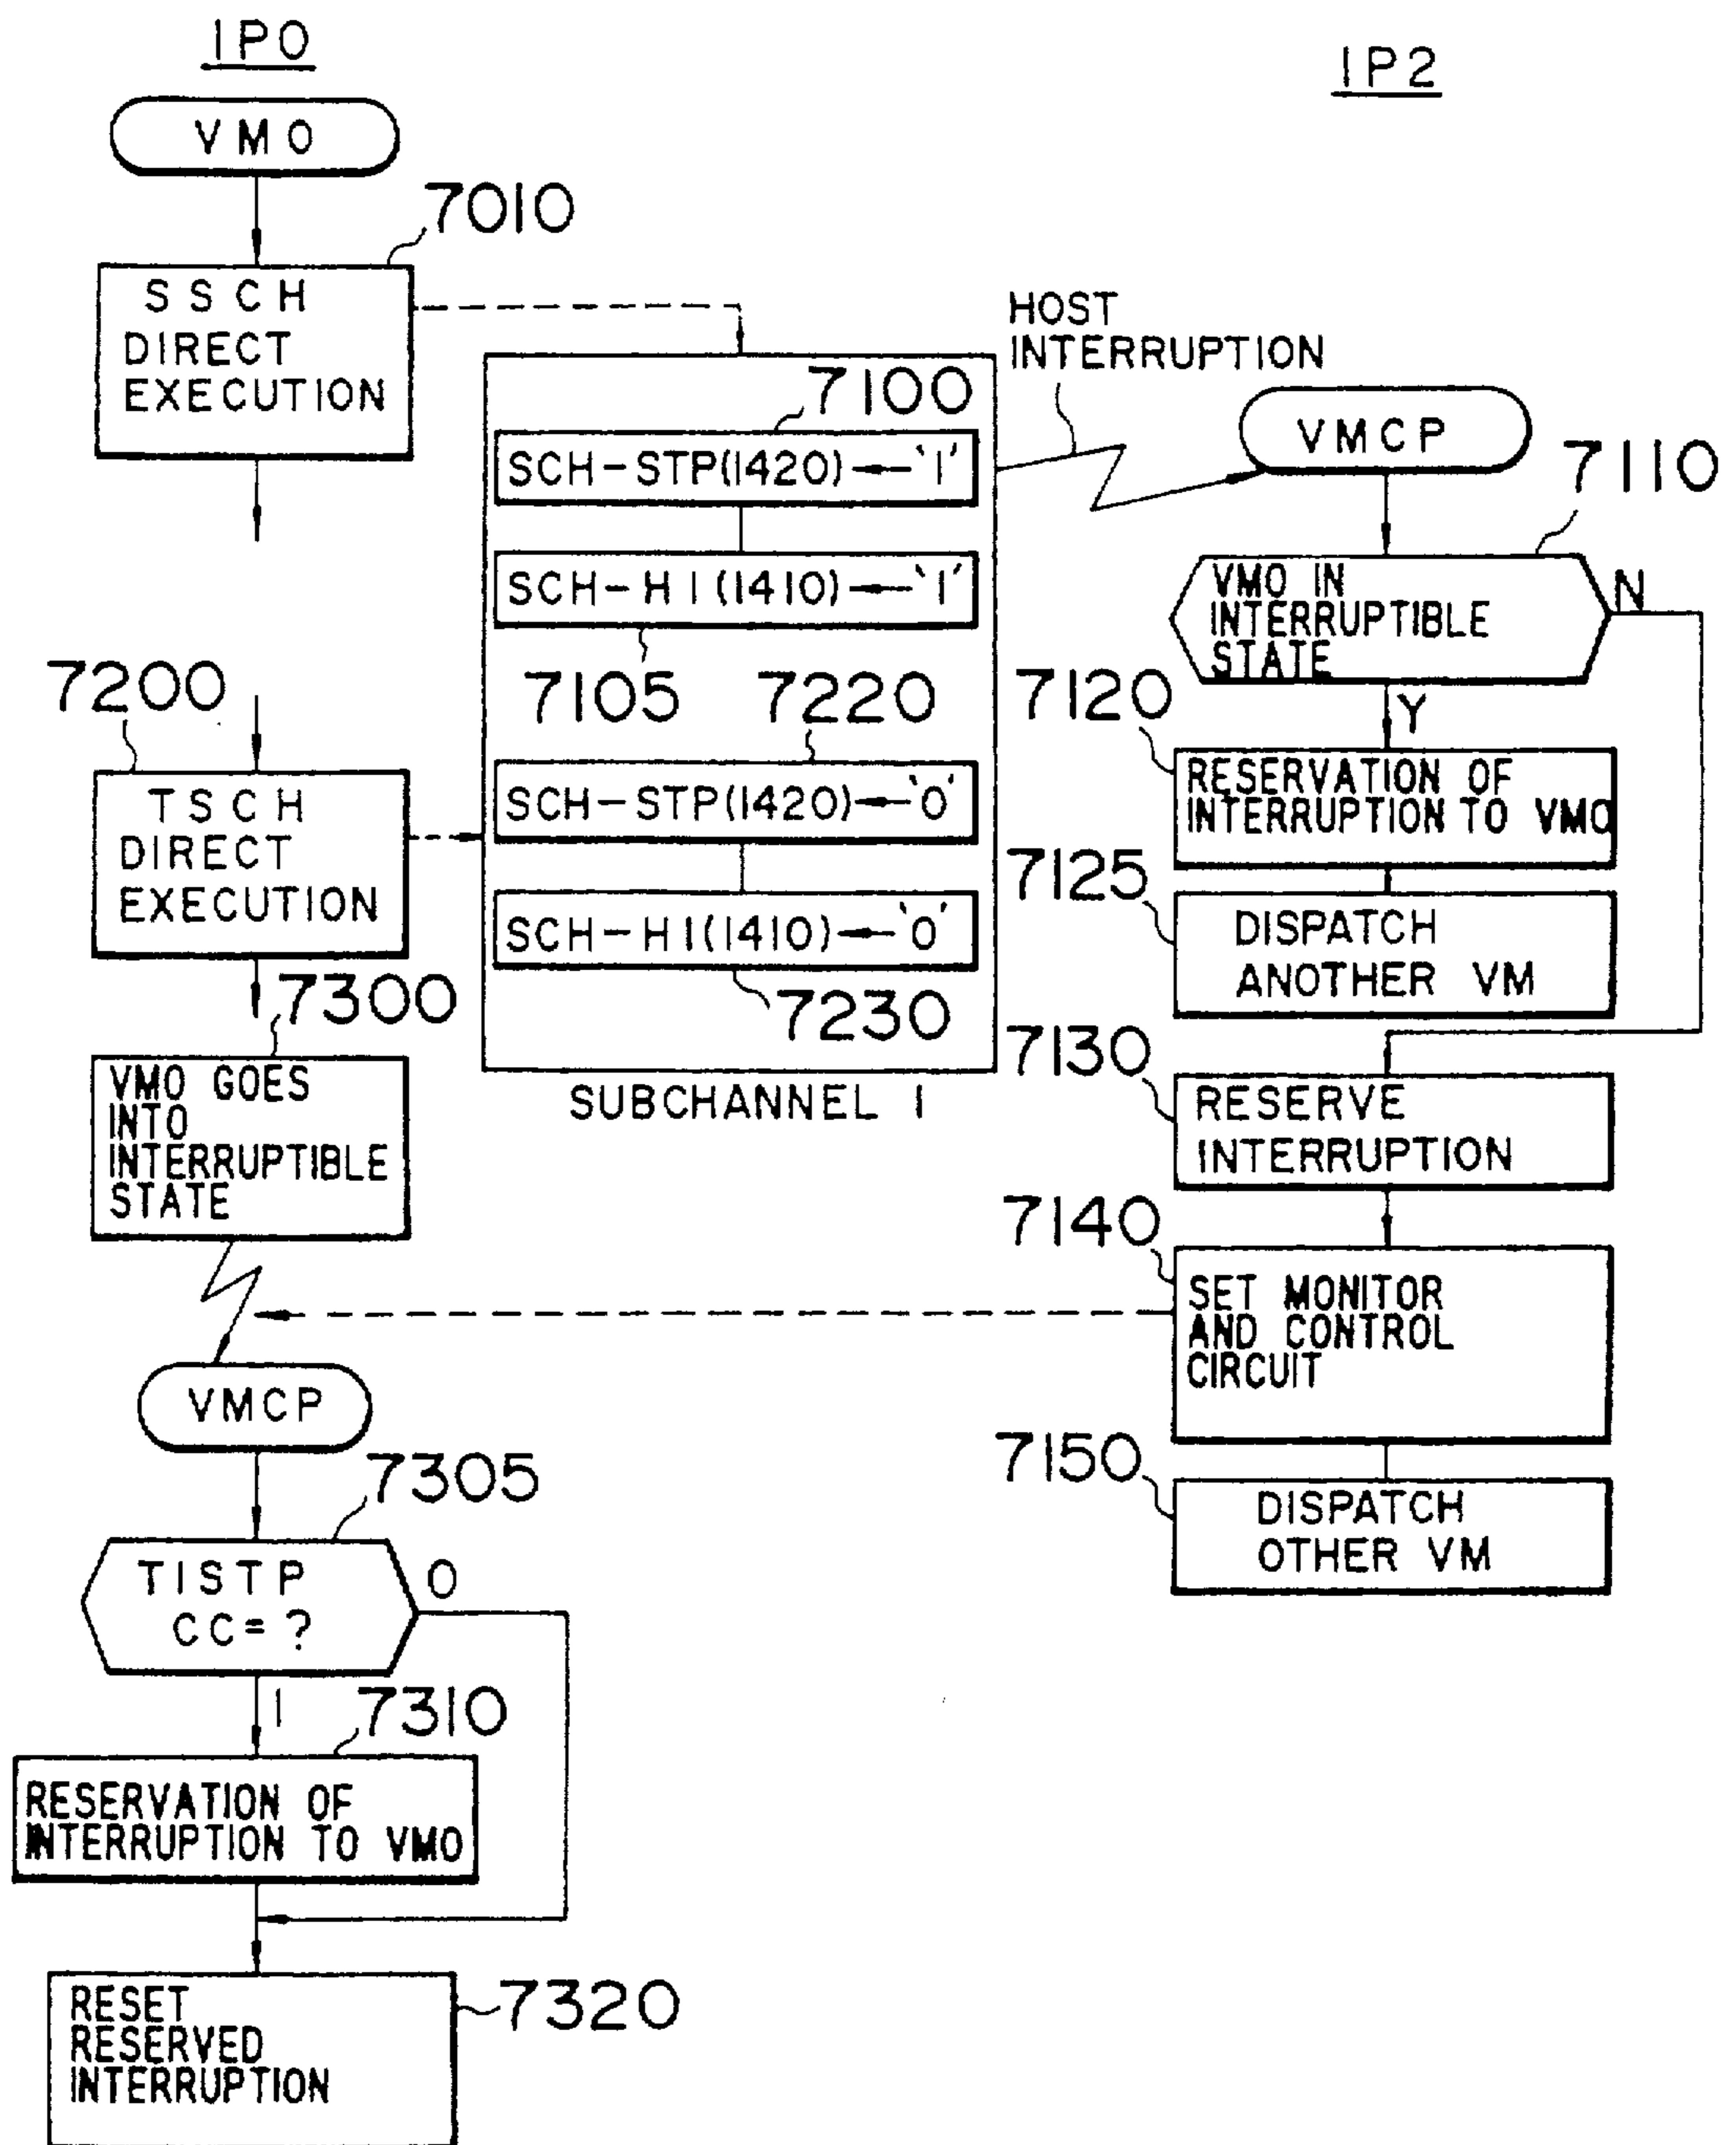 IP0
VM0
7010
SSCH
DIRECT
EXECUTION
7200
TSCH
DIRECT
EXECUTION
7300
VM0 GOES
INTO
INTERRUPTIBLE
STATE
VMCP
7305
TISTP
CC=?
0
1
7310
RESERVATION OF
INTERRUPTION TO VM0
RESET
RESERVED
INTERRUPTION
7320
7100
SCH-STP(1420)←'1'
SCH-HI(1410)←'1'
7105
7220
SCH-STP(1420)←'0'
SCH-HI(1410)←'0'
7230
SUBCHANNEL 1
IP2
HOST
INTERRUPTION
VMCP
7110
VM0 IN
INTERRUPTIBLE
STATE
N
Y
7120
RESERVATION OF
INTERRUPTION TO VM0
7125
DISPATCH
ANOTHER VM
7130
RESERVE
INTERRUPTION
7140
SET MONITOR
AND CONTROL
CIRCUIT
7150
DISPATCH
OTHER VM